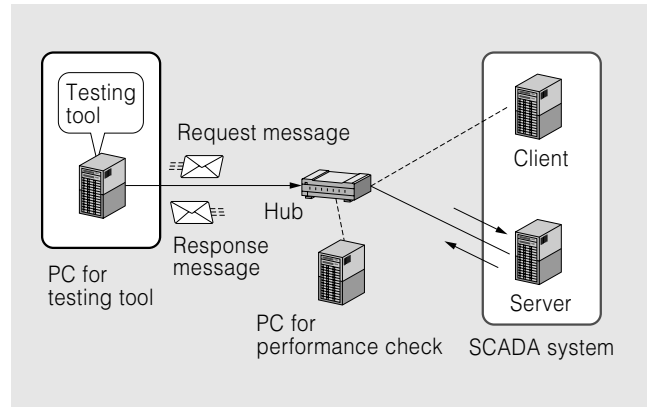 Testing
tool
Request message
Client
Hub
Response
message
PC for
testing tool
Server
PC for
performance check
SCADA system